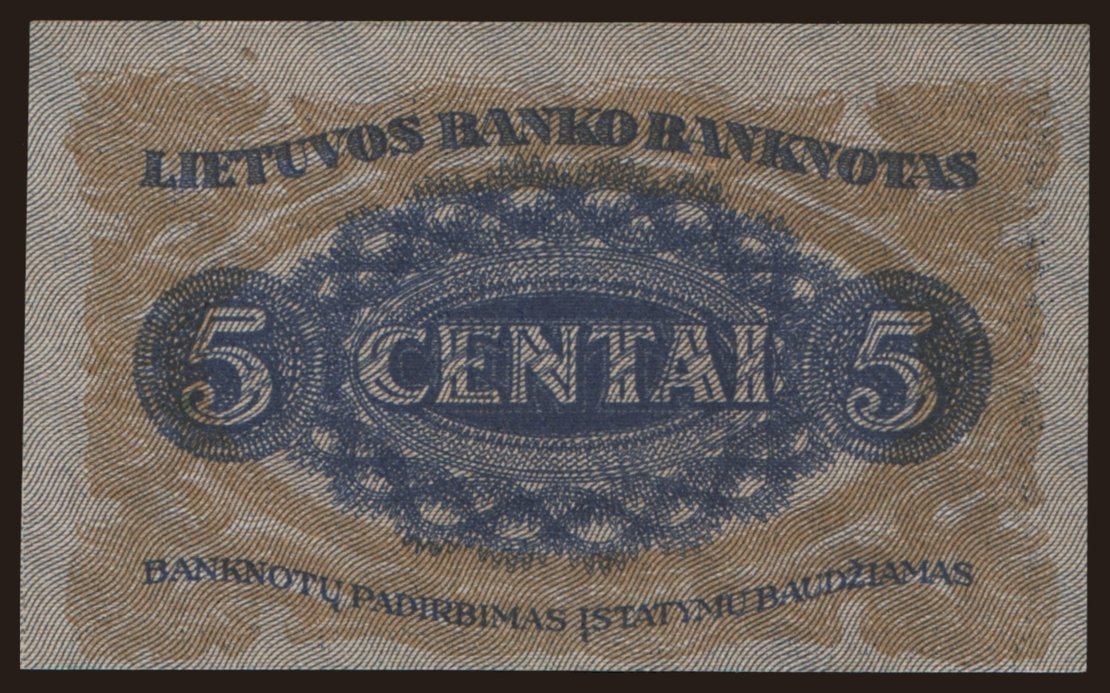 LIETUVOS BANKO BANKNOTAS
5 CENTAI 5
BANKNOTŲ PADIRBIMAS ĮSTATYMU BAUDŽIAMAS